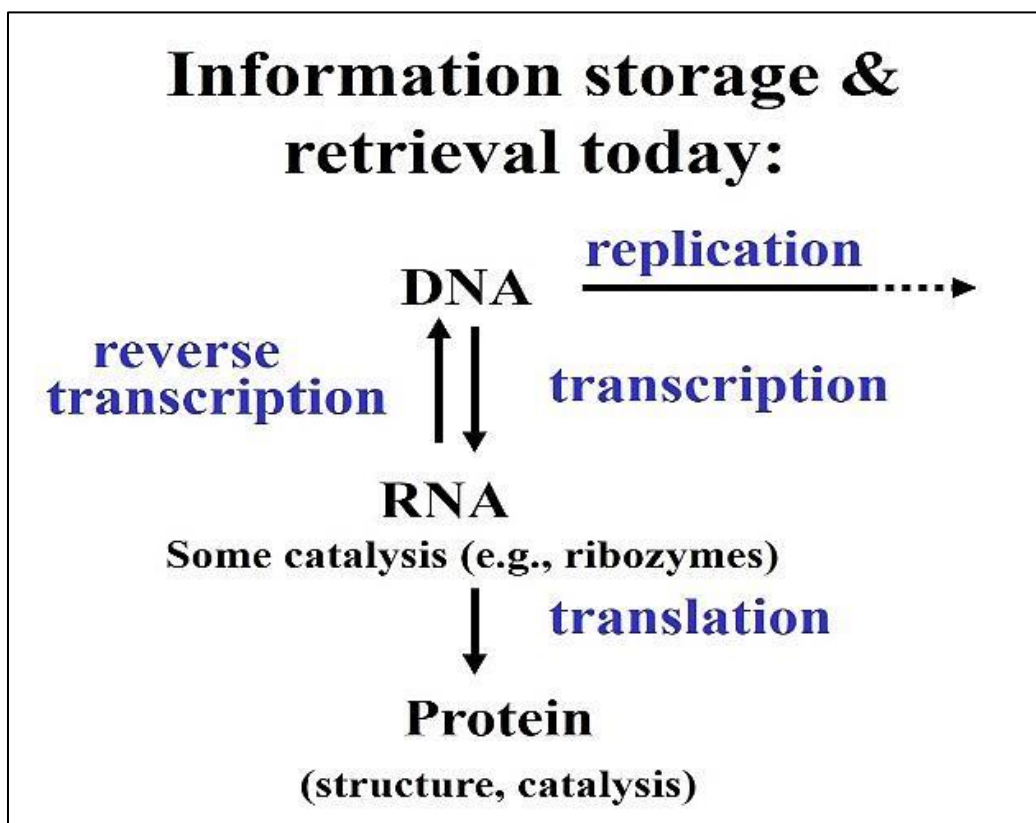 Information storage &
retrieval today:
replication
DNA
reverse
transcription
transcription
RNA
Some catalysis (e.g., ribozymes)
translation
Protein
(structure, catalysis)